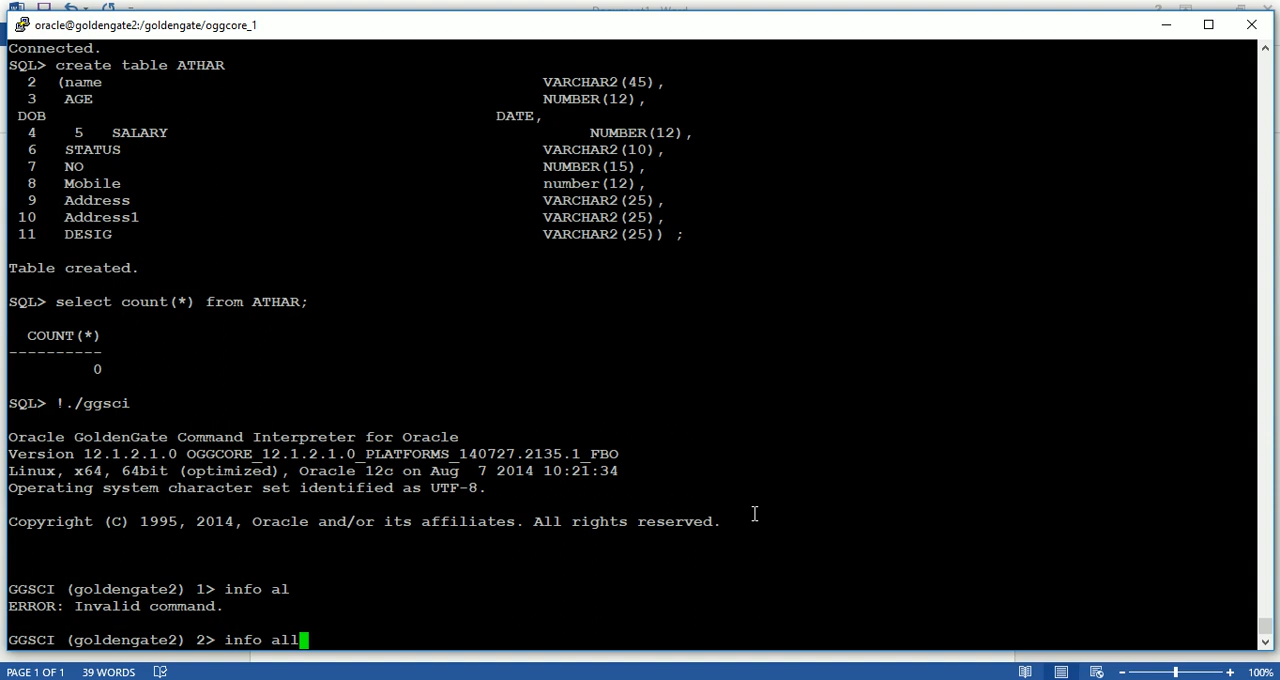 oracle@goldengate2:/goldengate/oggcore_1
Connected.
SQL> create table ATHAR
2 (name VARCHAR2(45),
3 AGE NUMBER(12),
DOB DATE,
4 5 SALARY NUMBER(12),
6 STATUS VARCHAR2(10),
7 NO NUMBER(15),
8 Mobile number(12),
9 Address VARCHAR2(25),
10 Address1 VARCHAR2(25),
11 DESIG VARCHAR2(25)) ;
Table created.
SQL> select count(*) from ATHAR;
COUNT(*)
----------
0
SQL> !./ggsci
Oracle GoldenGate Command Interpreter for Oracle
Version 12.1.2.1.0 OGGCORE_12.1.2.1.0_PLATFORMS_140727.2135.1_FBO
Linux, x64, 64bit (optimized), Oracle 12c on Aug 7 2014 10:21:34
Operating system character set identified as UTF-8.
Copyright (C) 1995, 2014, Oracle and/or its affiliates. All rights reserved.
GGSCI (goldengate2) 1> info al
ERROR: Invalid command.
GGSCI (goldengate2) 2> info all
PAGE 1 OF 1 39 WORDS 100%